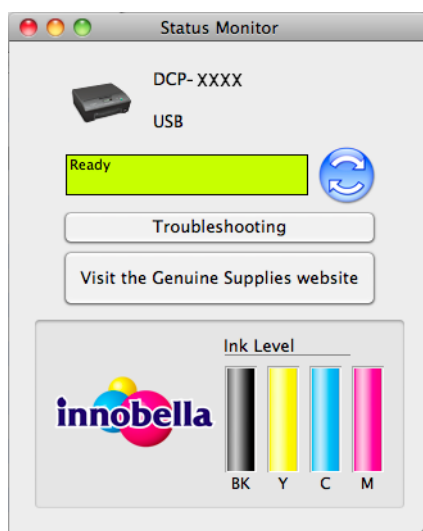 Status Monitor
DCP- XXXX
USB
Ready
Troubleshooting
Visit the Genuine Supplies website
Ink Level
innobella
BK Y C M